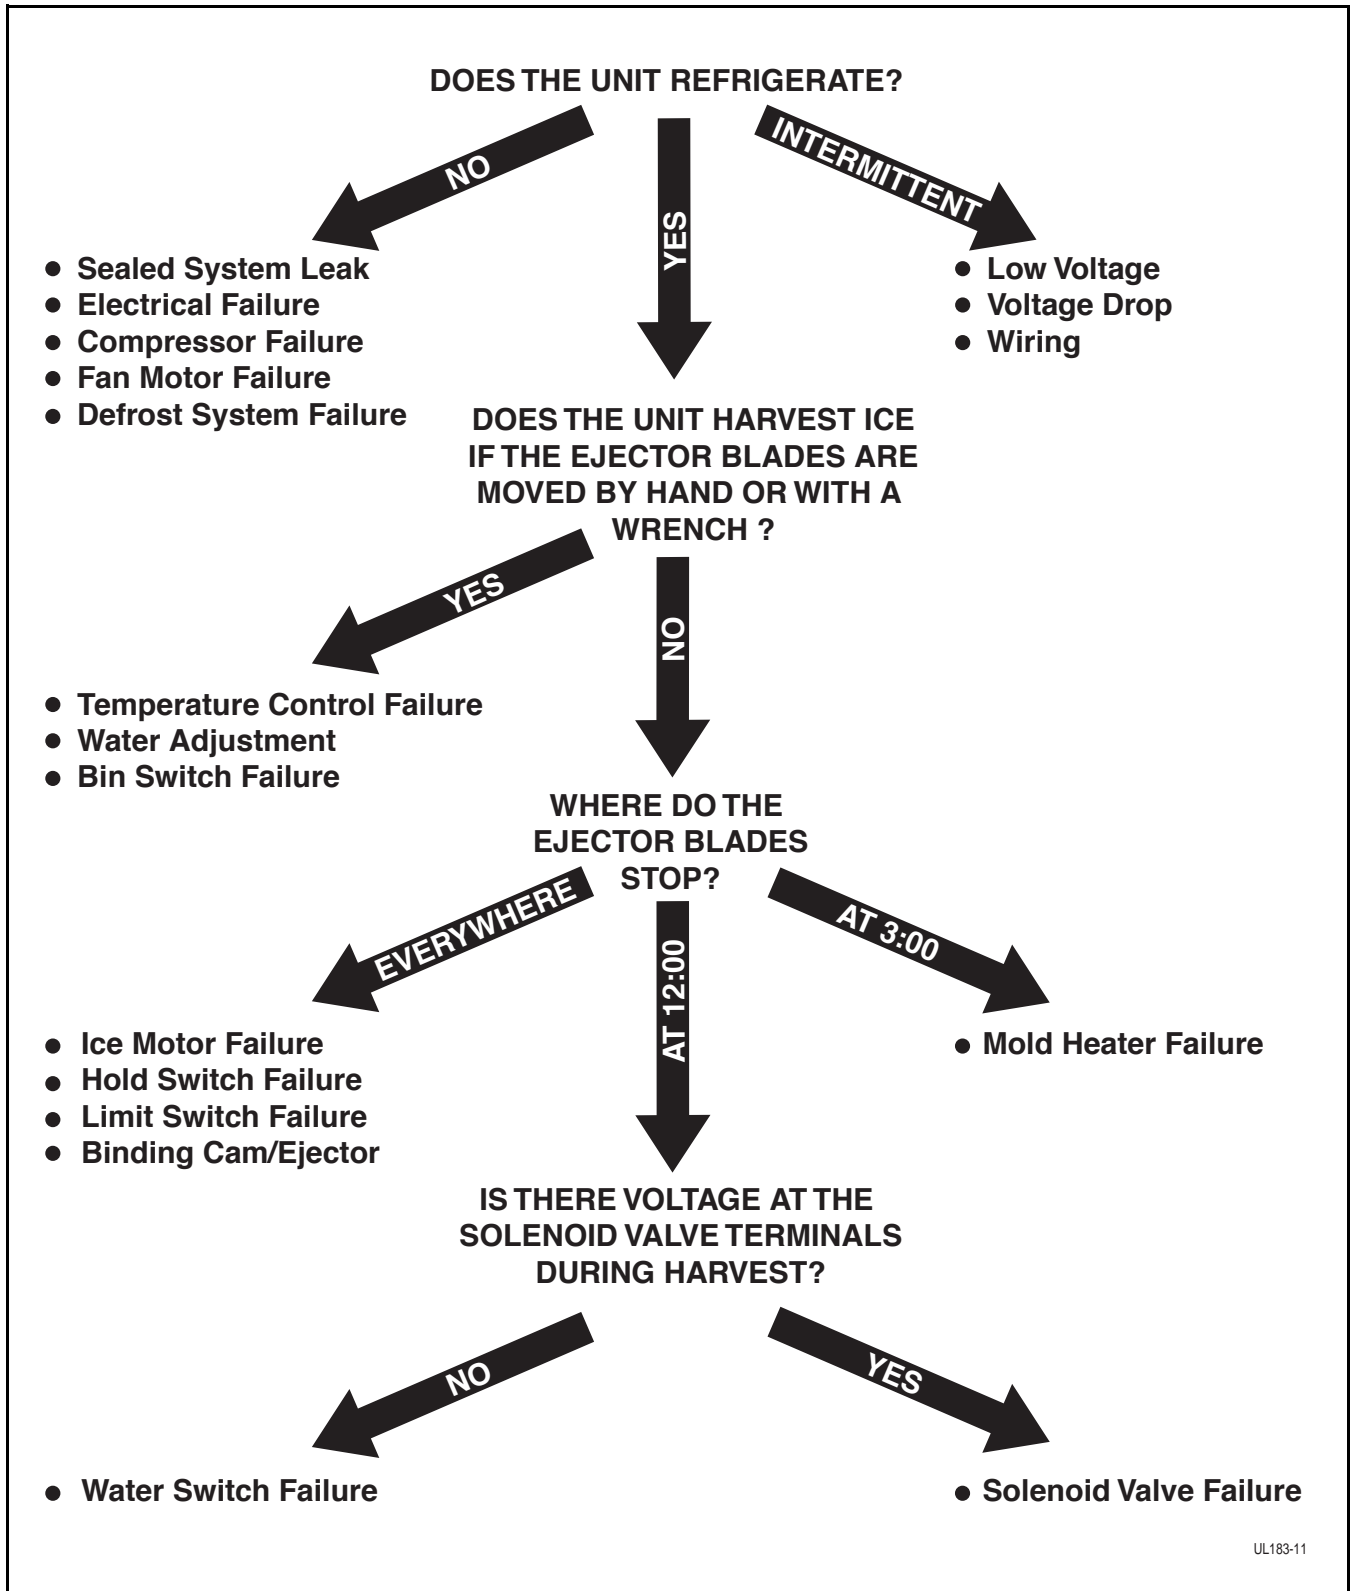 DOES THE UNIT REFRIGERATE?
NO
YES
INTERMITTENT
● Sealed System Leak
● Electrical Failure
● Compressor Failure
● Fan Motor Failure
● Defrost System Failure
● Low Voltage
● Voltage Drop
● Wiring
DOES THE UNIT HARVEST ICE
IF THE EJECTOR BLADES ARE
MOVED BY HAND OR WITH A
WRENCH ?
YES
NO
● Temperature Control Failure
● Water Adjustment
● Bin Switch Failure
WHERE DO THE
EJECTOR BLADES
STOP?
EVERYWHERE
AT 12:00
AT 3:00
● Ice Motor Failure
● Hold Switch Failure
● Limit Switch Failure
● Binding Cam/Ejector
● Mold Heater Failure
IS THERE VOLTAGE AT THE
SOLENOID VALVE TERMINALS
DURING HARVEST?
NO
YES
● Water Switch Failure
● Solenoid Valve Failure
UL183-11